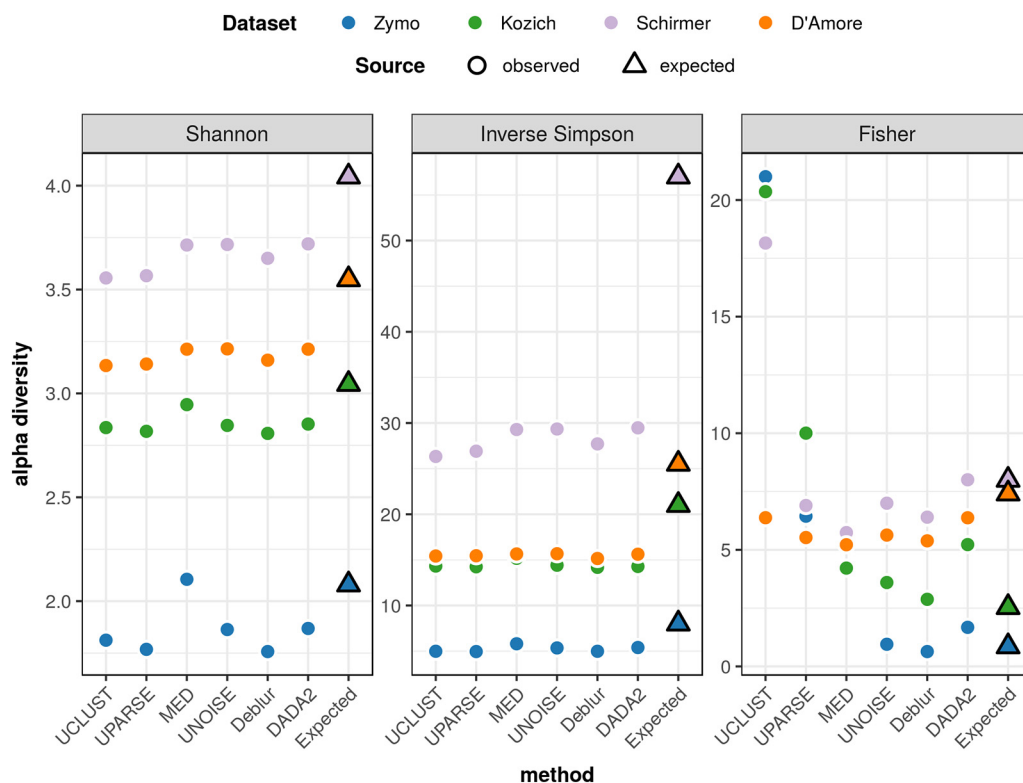 Dataset Zymo Kozich Schirmer D'Amore
Source observed expected
Shannon Inverse Simpson Fisher
alpha diversity
4.0
3.5
3.0
2.5
2.0
50
40
30
20
10
20
15
10
5
0
UCLUST UPARSE MED UNOISE Deblur DADA2 Expected
UCLUST UPARSE MED UNOISE Deblur DADA2 Expected
UCLUST UPARSE MED UNOISE Deblur DADA2 Expected
method